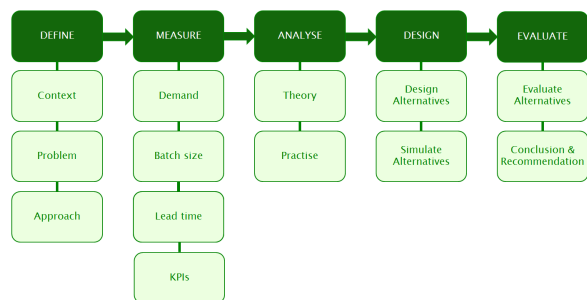 DEFINE
MEASURE
ANALYSE
DESIGN
EVALUATE
Context
Demand
Theory
Design
Alternatives
Evaluate
Alternatives
Problem
Batch size
Practise
Simulate
Alternatives
Conclusion &
Recommendation
Approach
Lead time
KPIs